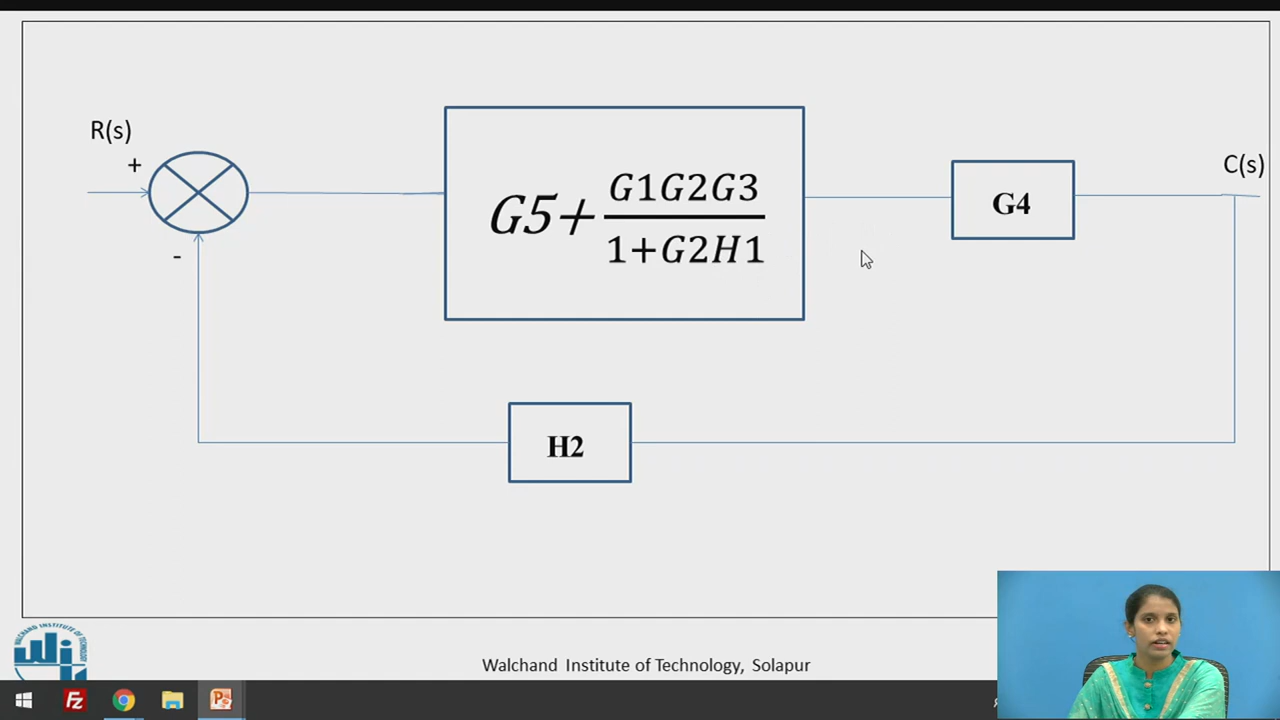 R(s)
C(s)
+
G5+ G1G2G3
1+G2H1
G4
-
H2
Walchand Institute of Technology, Solapur